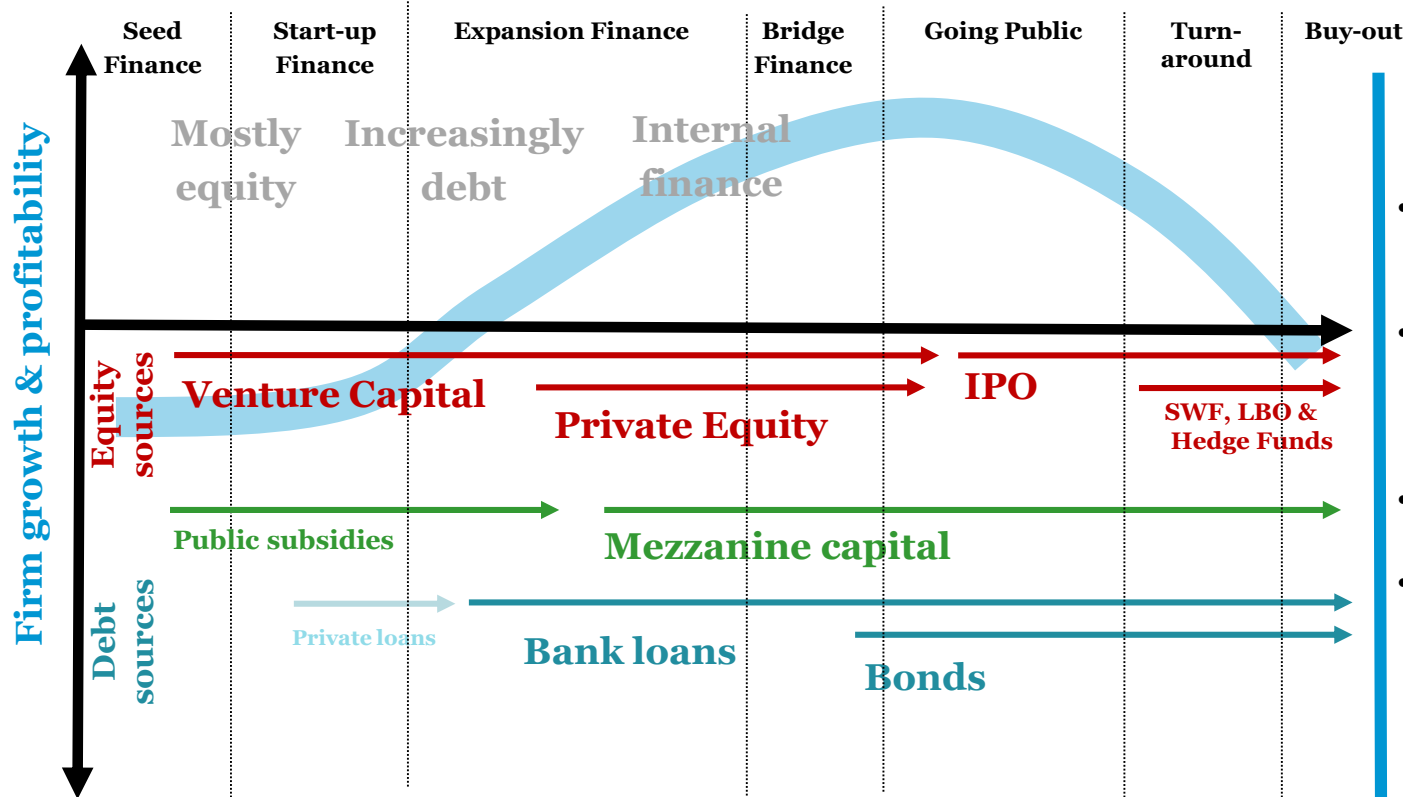 Seed
Finance
Start-up
Finance
Expansion Finance
Bridge
Finance
Going Public
Turn-
around
Buy-out
Mostly
equity
Increasingly
debt
Internal
finance
Firm growth & profitability
Equity
sources
Venture Capital
Private Equity
IPO
SWF, LBO &
Hedge Funds
Public subsidies
Mezzanine capital
Debt
sources
Private loans
Bank loans
Bonds